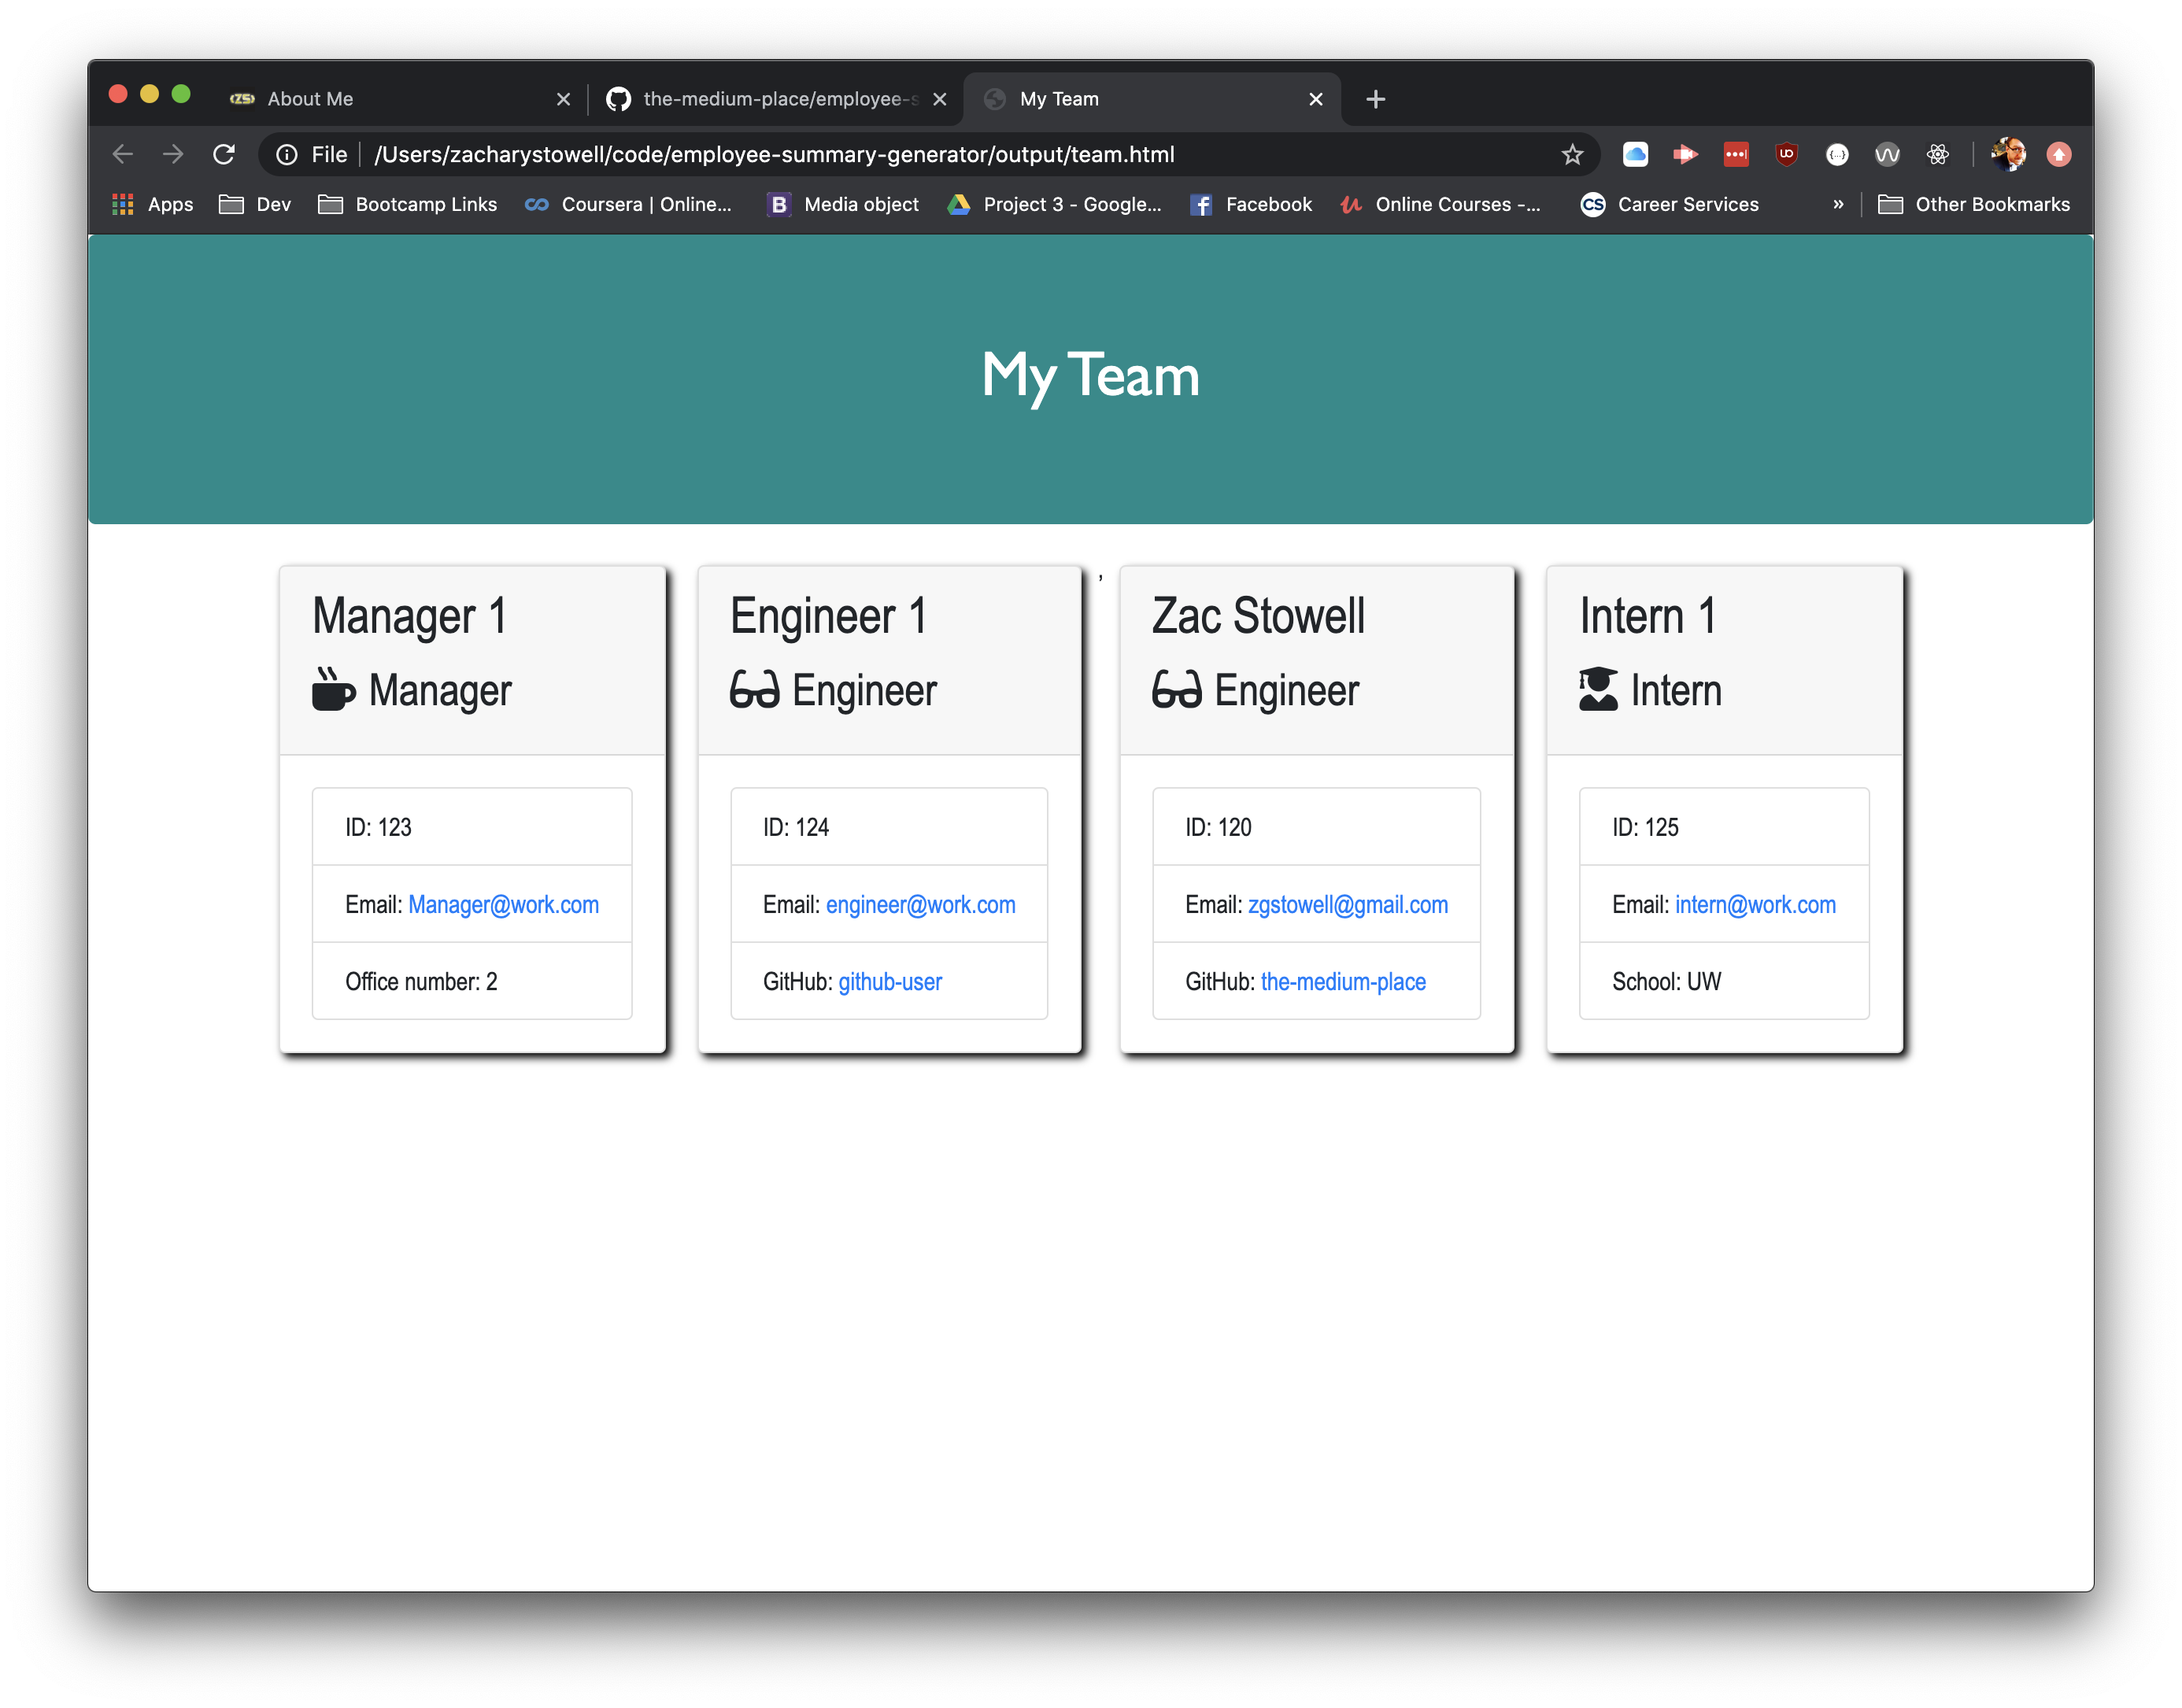 ZS About Me
the-medium-place/employee-s
My Team
File /Users/zacharystowell/code/employee-summary-generator/output/team.html
Apps Dev Bootcamp Links Coursera | Online... B Media object Project 3 - Google... f Facebook Online Courses -... CS Career Services » Other Bookmarks
My Team
,
Manager 1
Manager
ID: 123
Email: Manager@work.com
Office number: 2
Engineer 1
Engineer
ID: 124
Email: engineer@work.com
GitHub: github-user
Zac Stowell
Engineer
ID: 120
Email: zgstowell@gmail.com
GitHub: the-medium-place
Intern 1
Intern
ID: 125
Email: intern@work.com
School: UW